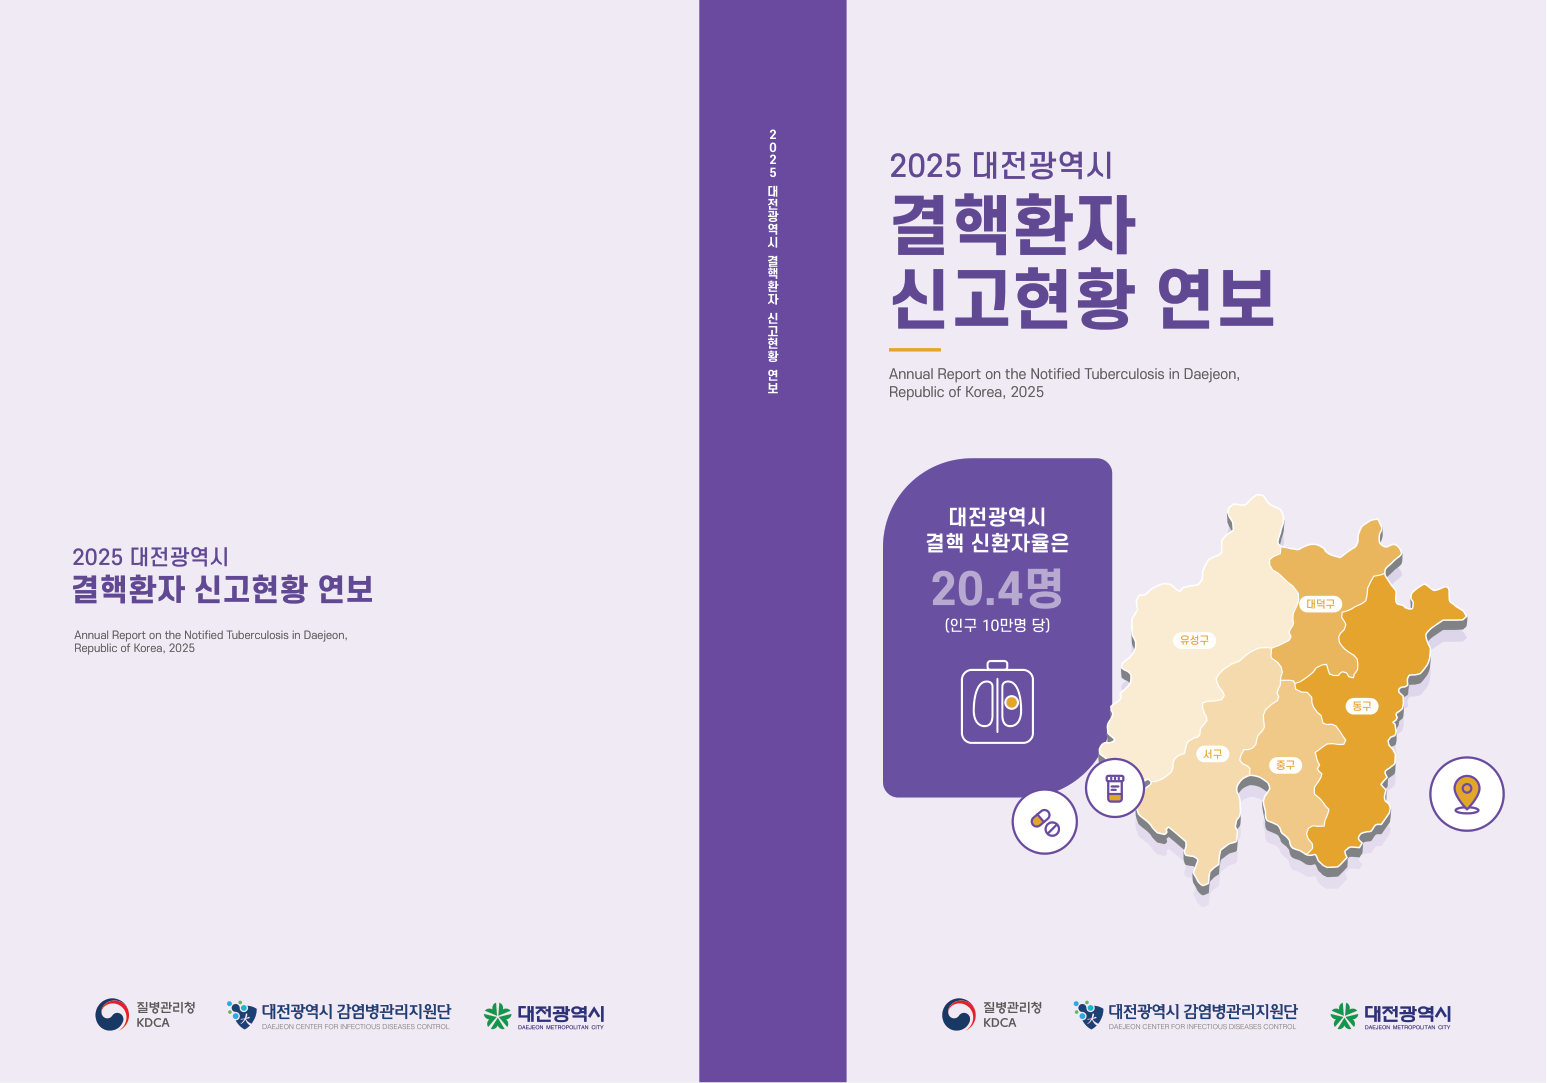 2025 대전광역시
결핵환자 신고현황 연보
Annual Report on the Notified Tuberculosis in Daejeon,
Republic of Korea, 2025
질병관리청
KDCA
대전광역시 감염병관리지원단
DAEJEON CENTER FOR INFECTIOUS DISEASES CONTROL
대전광역시
DAEJEON METROPOLITAN CITY
2025 대전광역시 결핵환자 신고현황 연보
2025 대전광역시
결핵환자
신고현황 연보
Annual Report on the Notified Tuberculosis in Daejeon,
Republic of Korea, 2025
대전광역시
결핵 신환자율은
20.4명
(인구 10만명 당)
대덕구
유성구
동구
서구
중구
질병관리청
KDCA
대전광역시 감염병관리지원단
DAEJEON CENTER FOR INFECTIOUS DISEASES CONTROL
대전광역시
DAEJEON METROPOLITAN CITY